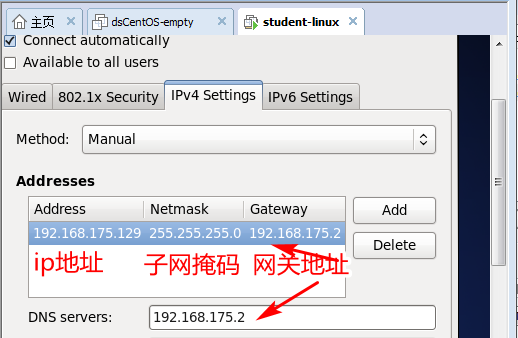 主页 dsCentOS-empty student-linux
Connect automatically
Available to all users
Wired 802.1x Security IPv4 Settings IPv6 Settings
Method: Manual
Addresses
Address Netmask Gateway Add
192.168.175.129 255.255.255.0 192.168.175.2
Delete
ip地址 子网掩码 网关地址
DNS servers: 192.168.175.2